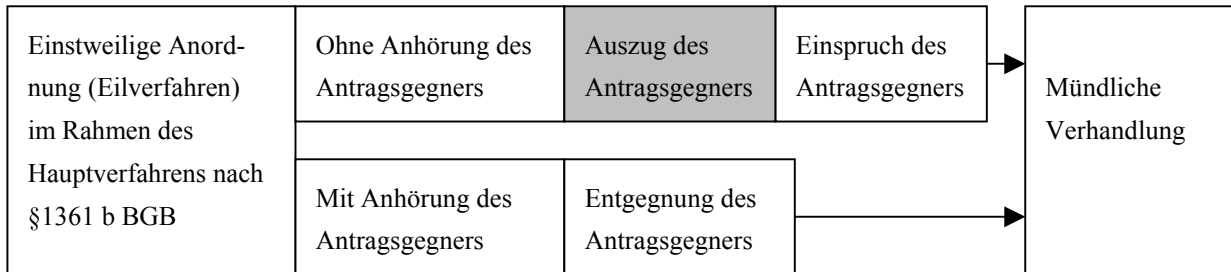 Einstweilige Anord-
nung (Eilverfahren)
im Rahmen des
Hauptverfahrens nach
§1361 b BGB
Ohne Anhörung des
Antragsgegners
Auszug des
Antragsgegners
Einspruch des
Antragsgegners
Mit Anhörung des
Antragsgegners
Entgegnung des
Antragsgegners
Mündliche
Verhandlung